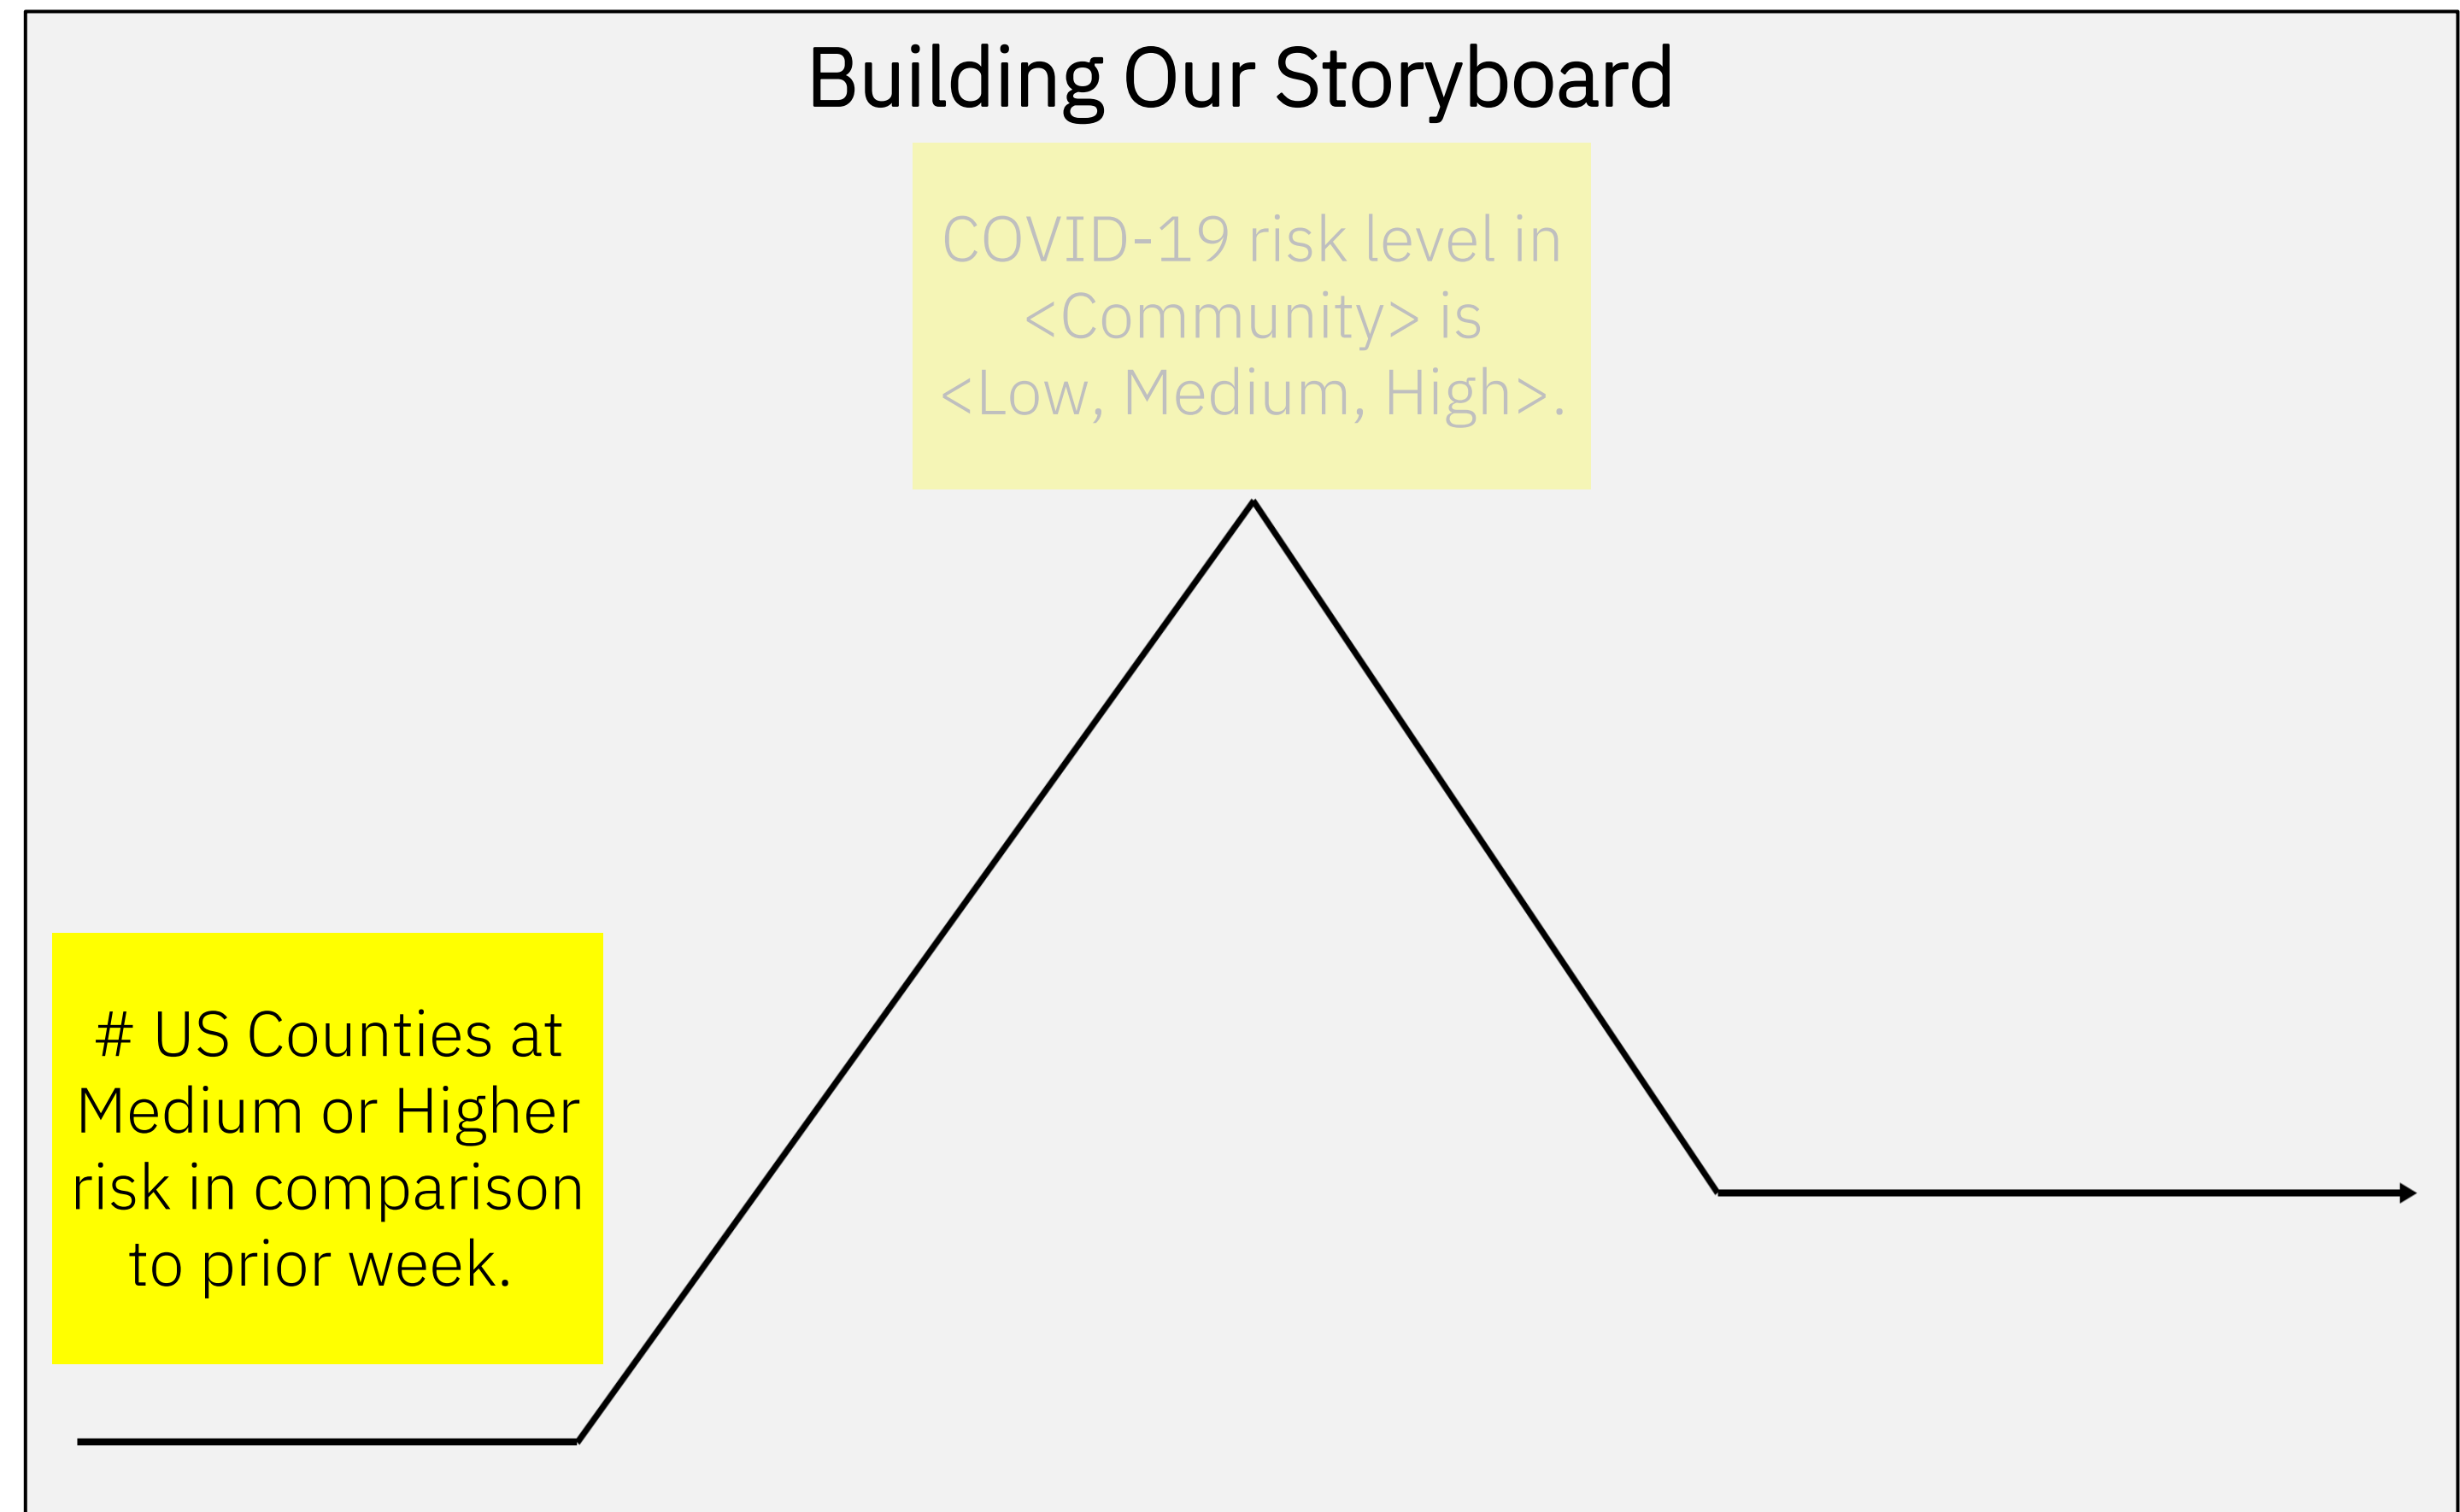 Building Our Storyboard
COVID-19 risk level in
<Community> is
<Low, Medium, High>.
# US Counties at
Medium or Higher
risk in comparison
to prior week.